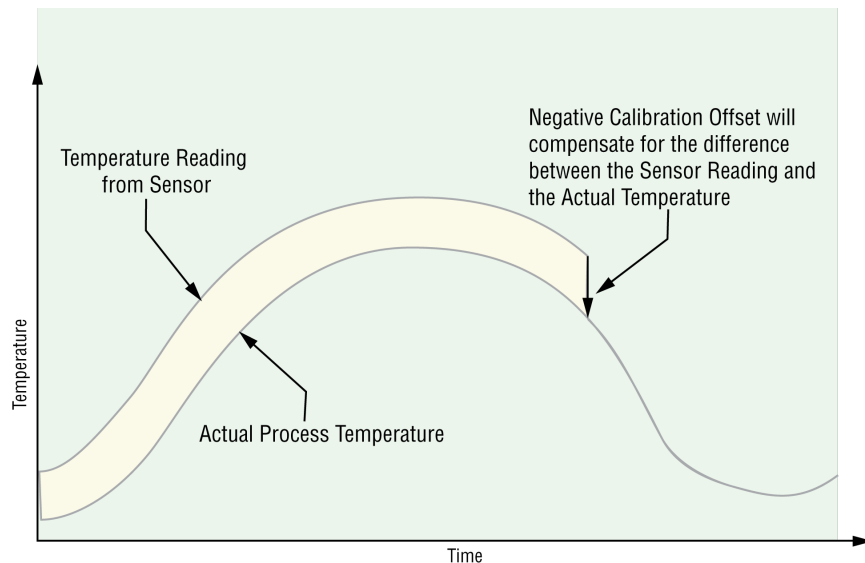 Negative Calibration Offset will
compensate for the difference
between the Sensor Reading and
the Actual Temperature
Temperature Reading
from Sensor
Temperature
Actual Process Temperature
Time